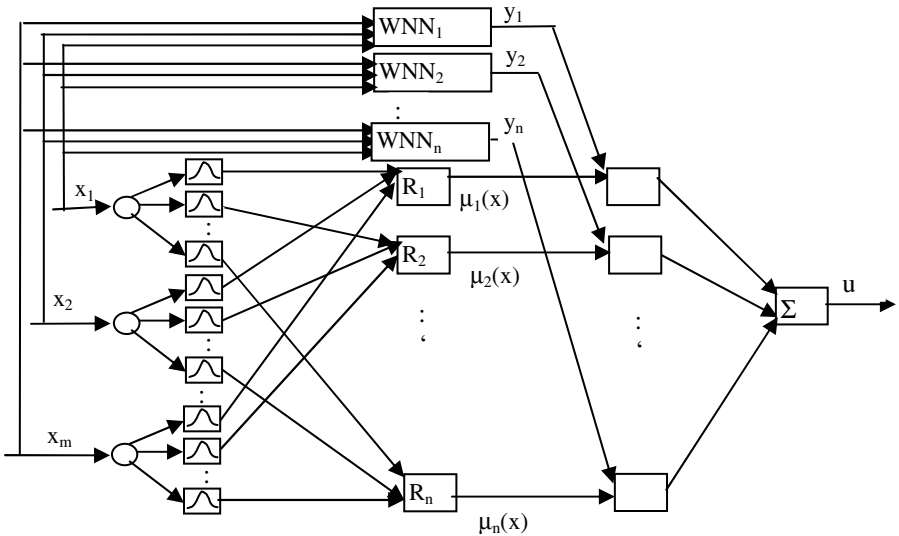 WNN₁
y₁
WNN₂
y₂
WNNₙ
yₙ
x₁
R₁
μ₁(x)
R₂
μ₂(x)
x₂
Σ
u
xₘ
Rₙ
μₙ(x)